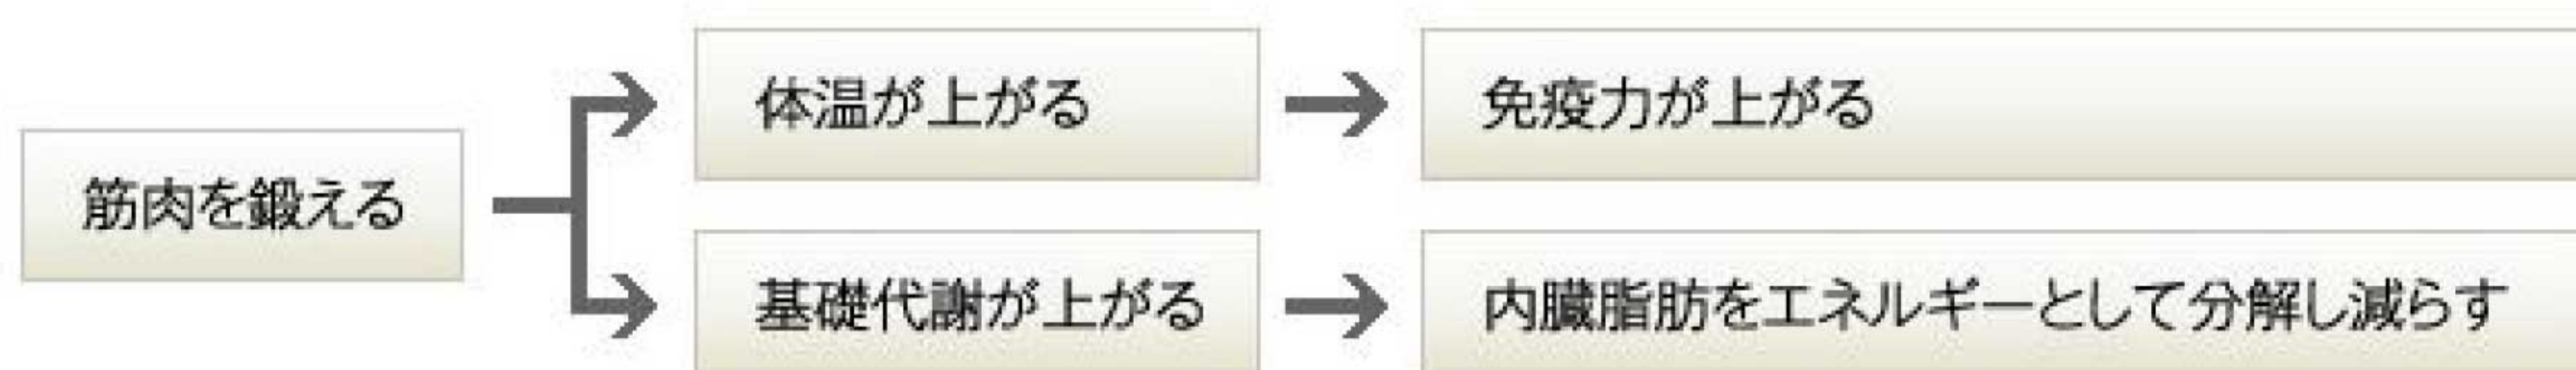 筋肉を鍛える
体温が上がる
免疫力が上がる
基礎代謝が上がる
内臓脂肪をエネルギーとして分解し減らす